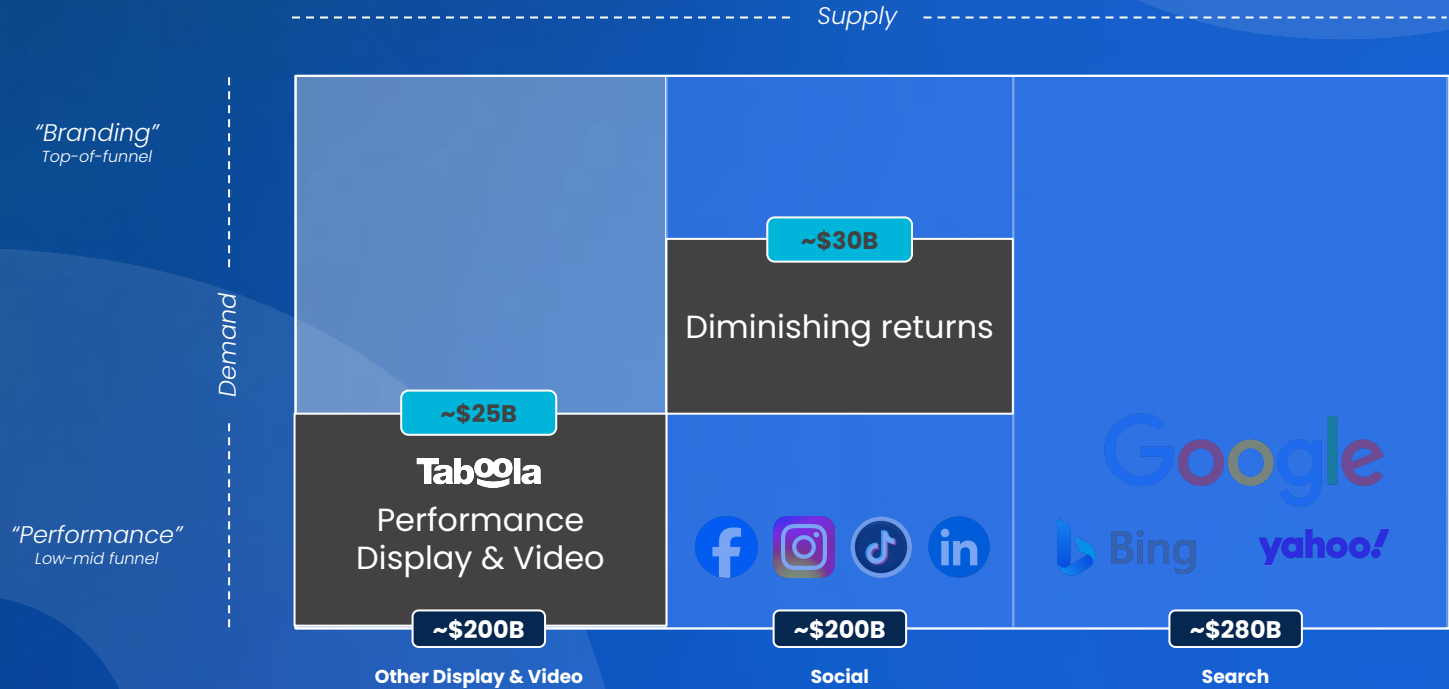 Supply
“Branding”
Top-of-funnel
Demand
“Performance”
Low-mid funnel
~$25B
Taboola
Performance
Display & Video
~$200B
Other Display & Video
~$30B
Diminishing returns
~$200B
Social
Google
Bing
yahoo!
~$280B
Search